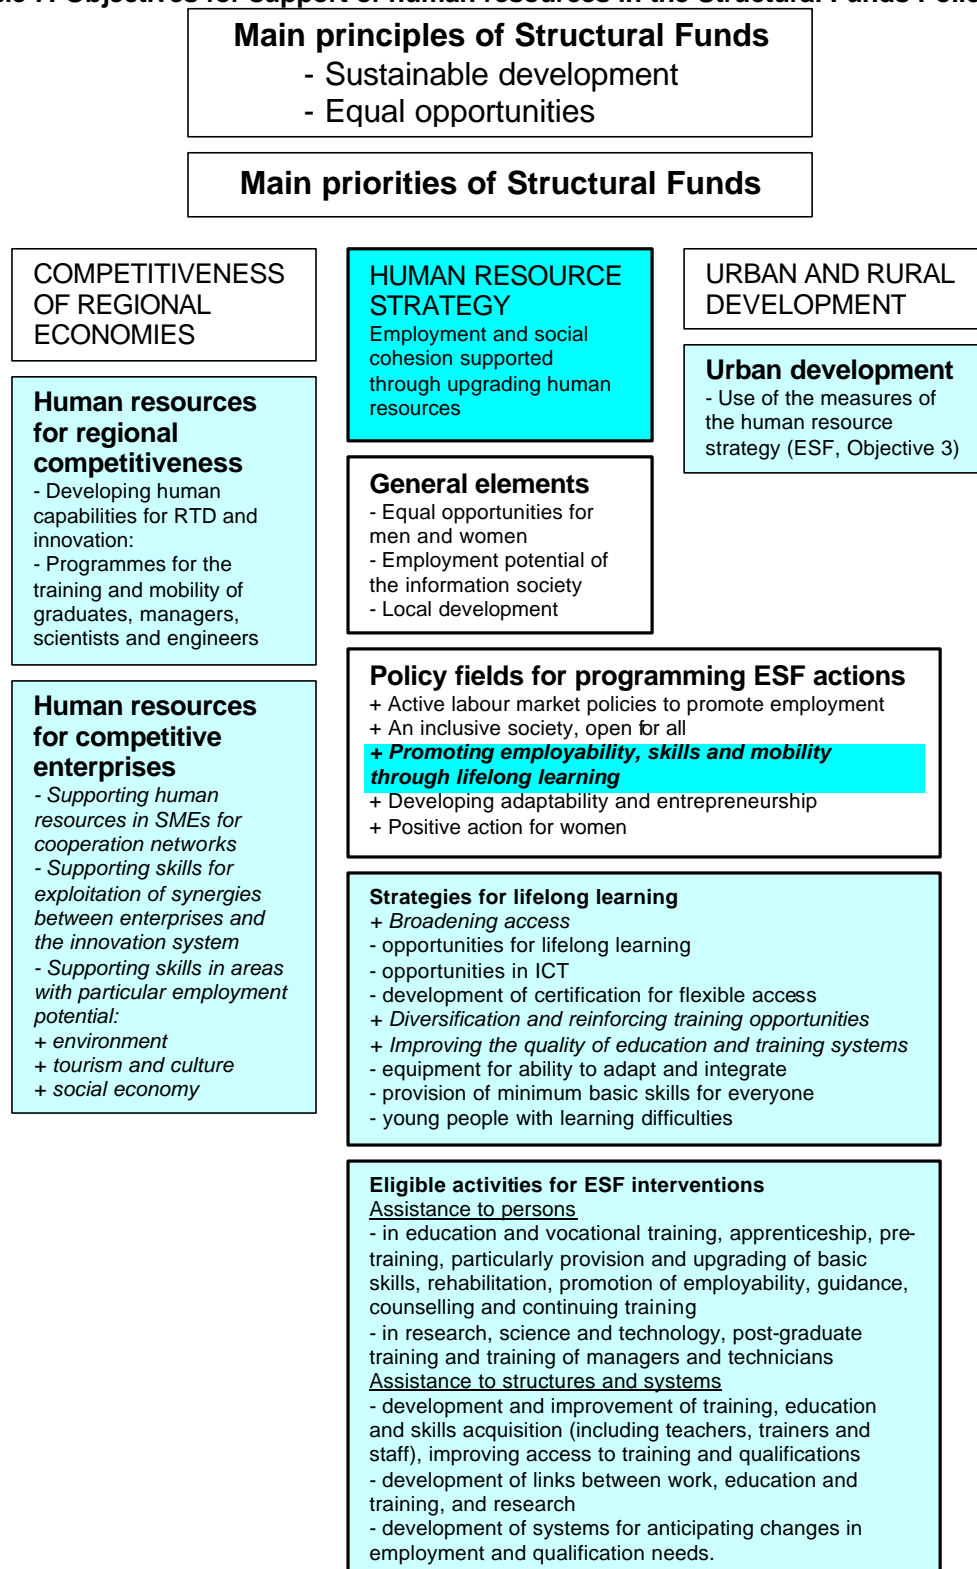 Objectives for support of human resources in the Structural Funds
Main principles of Structural Funds
- Sustainable development
- Equal opportunities
Main priorities of Structural Funds
COMPETITIVENESS
OF REGIONAL
ECONOMIES
Human resources
for regional
competitiveness
- Developing human
capabilities for RTD and
innovation:
- Programmes for the
training and mobility of
graduates, managers,
scientists and engineers
Human resources
for competitive
enterprises
- Supporting human
resources in SMEs for
cooperation networks
- Supporting skills for
exploitation of synergies
between enterprises and
the innovation system
- Supporting skills in areas
with particular employment
potential:
+ environment
+ tourism and culture
+ social economy
HUMAN RESOURCE
STRATEGY
Employment and social
cohesion supported
through upgrading human
resources
General elements
- Equal opportunities for
men and women
- Employment potential of
the information society
- Local development
Policy fields for programming ESF actions
+ Active labour market policies to promote employment
+ An inclusive society, open for all
+ Promoting employability, skills and mobility
through lifelong learning
+ Developing adaptability and entrepreneurship
+ Positive action for women
Strategies for lifelong learning
+ Broadening access
- opportunities for lifelong learning
- opportunities in ICT
- development of certification for flexible access
+ Diversification and reinforcing training opportunities
+ Improving the quality of education and training systems
- equipment for ability to adapt and integrate
- provision of minimum basic skills for everyone
- young people with learning difficulties
Eligible activities for ESF interventions
Assistance to persons
- in education and vocational training, apprenticeship, pre-
training, particularly provision and upgrading of basic
skills, rehabilitation, promotion of employability, guidance,
counselling and continuing training
- in research, science and technology, post-graduate
training and training of managers and technicians
Assistance to structures and systems
- development and improvement of training, education
and skills acquisition (including teachers, trainers and
staff), improving access to training and qualifications
- development of links between work, education and
training, and research
- development of systems for anticipating changes in
employment and qualification needs.
URBAN AND RURAL
DEVELOPMENT
Urban development
- Use of the measures of
the human resource
strategy (ESF, Objective 3)